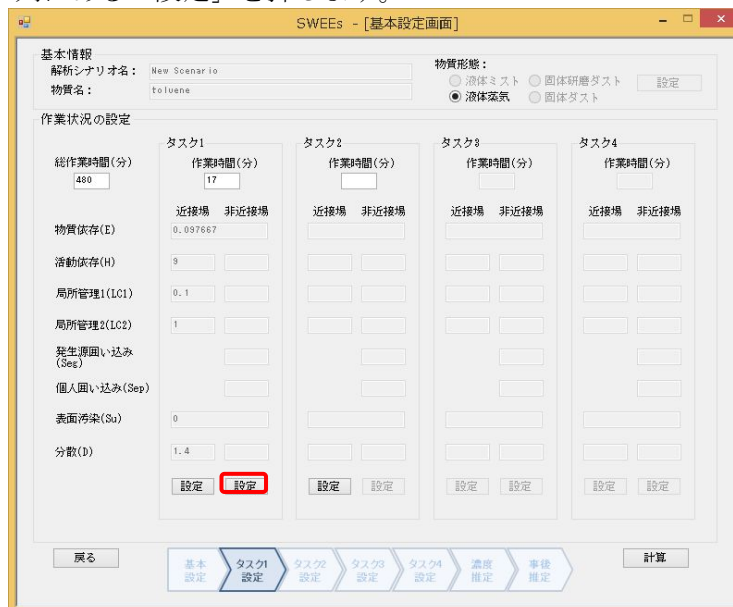 SWEEs - [基本設定画面]
基本情報
解析シナリオ名： New Scenario
物質名： toluene
物質形態：
液体ミスト 固体研磨ダスト
液体蒸気 固体ダスト
設定
作業状況の設定
タスク1 タスク2 タスク3 タスク4
総作業時間(分) 作業時間(分) 作業時間(分) 作業時間(分) 作業時間(分)
480 17
近接場 非近接場 近接場 非近接場 近接場 非近接場 近接場 非近接場
物質依存(E) 0.097667
活動依存(H) 9
局所管理1(LC1) 0.1
局所管理2(LC2) 1
発生源囲い込み
(Seg)
個人囲い込み(Sep)
表面汚染(Su) 0
分散(D) 1.4
設定 設定 設定 設定 設定 設定 設定 設定
戻る
基本
設定
タスク1
設定
タスク2
設定
タスク3
設定
タスク4
設定
濃度
推定
事後
推定
計算